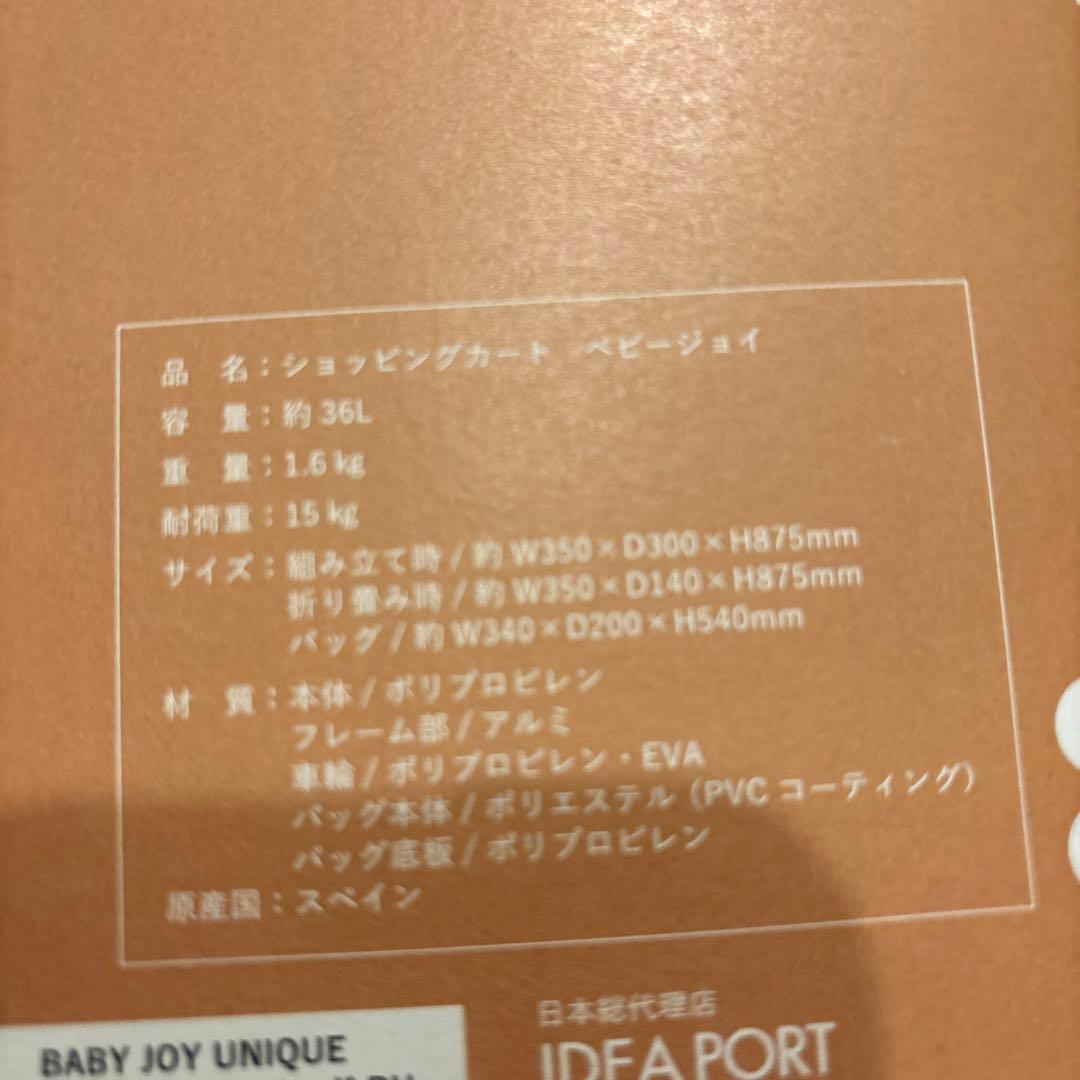 品　名：ショッピングカート　ベビージョイ
容　量：約 36L
重　量：1.6 kg
耐荷重：15 kg
サイズ：組み立て時 / 約 W350×D300×H875mm
折り畳み時 / 約 W350×D140×H875mm
バッグ / 約 W340×D200×H540mm
材　質：本体 / ポリプロピレン
フレーム部 / アルミ
車輪 / ポリプロピレン・EVA
バッグ本体 / ポリエステル（PVC コーティング）
バッグ底板 / ポリプロピレン
原産国：スペイン
日本総代理店
IDEA PORT
BABY JOY UNIQUE